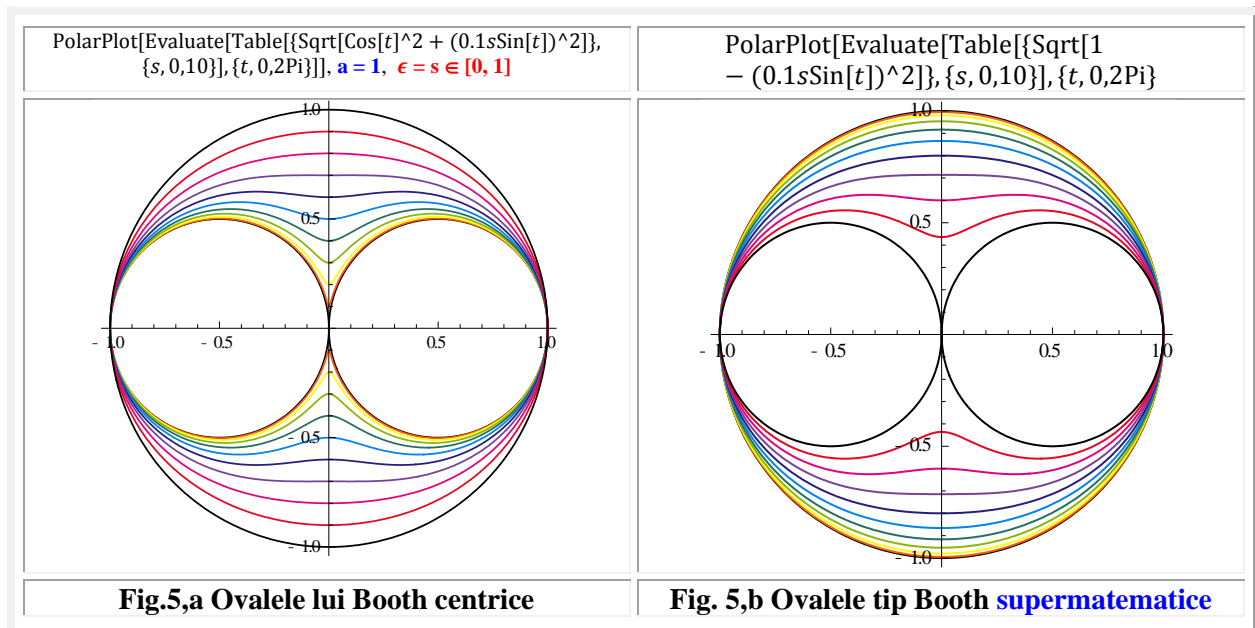 PolarPlot[Evaluate[Table[{Sqrt[Cos[t]^2 + (0.1sSin[t])^2]},
{s, 0,10}], {t, 0,2Pi}]], a = 1, ϵ = s ∈ [0, 1]
PolarPlot[Evaluate[Table[{Sqrt[1
− (0.1sSin[t])^2]}, {s, 0,10}], {t, 0,2Pi}
1.0
0.5
- 1.0
- 0.5
0.5
1.0
- 0.5
- 1.0
1.0
0.5
- 1.0
- 0.5
0.5
1.0
- 0.5
- 1.0
Fig.5,a Ovalele lui Booth centrice
Fig. 5,b Ovalele tip Booth supermatematice